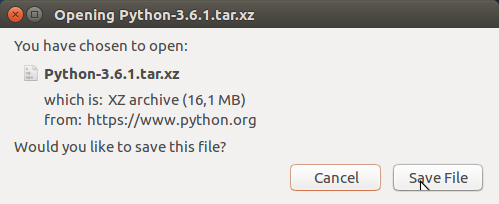 Opening Python-3.6.1.tar.xz
You have chosen to open:
Python-3.6.1.tar.xz
which is: XZ archive (16,1 MB)
from: https://www.python.org
Would you like to save this file?
Cancel Save File